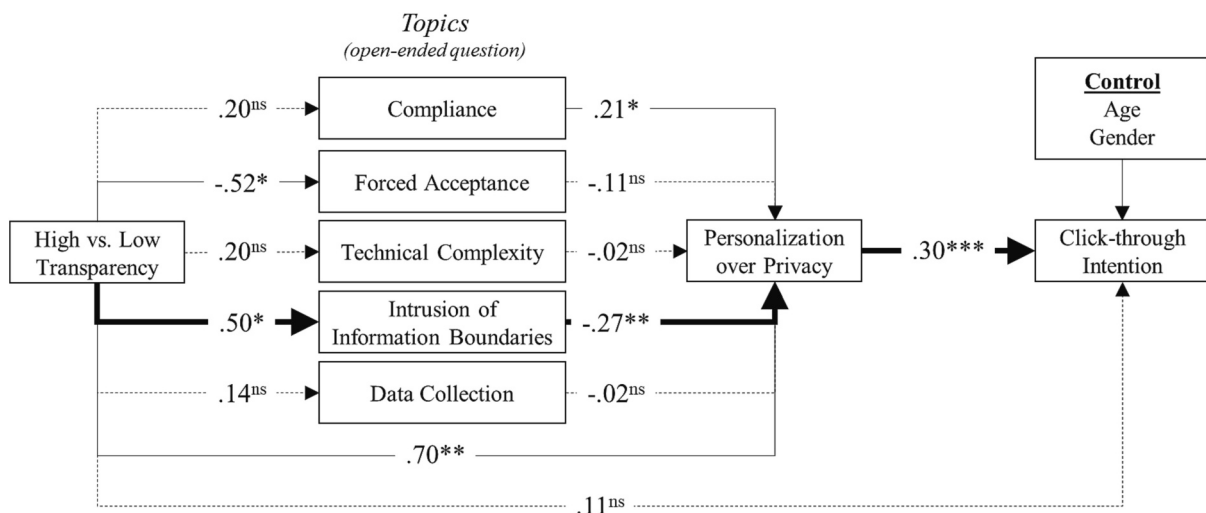 Topics
(open-ended question)
.20ns
Compliance
.21*
Control
Age
Gender
-.52*
Forced Acceptance
-.11ns
High vs. Low
Transparency
.20ns
Technical Complexity
-.02ns
Personalization
over Privacy
.30***
Click-through
Intention
.50*
Intrusion of
Information Boundaries
-.27**
.14ns
Data Collection
-.02ns
.70**
.11ns